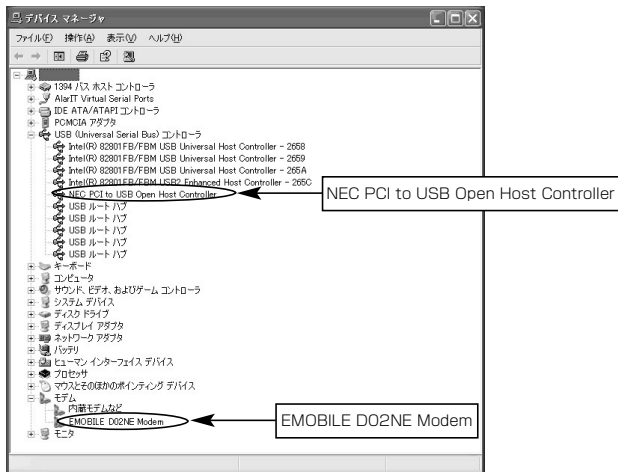 デバイス マネージャ
ファイル(F) 操作(A) 表示(V) ヘルプ(H)
1394 バス ホスト コントローラ
AlarIT Virtual Serial Ports
IDE ATA/ATAPI コントローラ
PCMCIA アダプタ
USB (Universal Serial Bus) コントローラ
Intel(R) 82801FB/FBM USB Universal Host Controller - 2658
Intel(R) 82801FB/FBM USB Universal Host Controller - 2659
Intel(R) 82801FB/FBM USB Universal Host Controller - 265A
Intel(R) 82801FB/FBM USB2 Enhanced Host Controller - 265C
NEC PCI to USB Open Host Controller
NEC PCI to USB Open Host Controller
USB ルート ハブ
USB ルート ハブ
USB ルート ハブ
USB ルート ハブ
USB ルート ハブ
キーボード
コンピュータ
サウンド、ビデオ、およびゲーム コントローラ
システム デバイス
ディスク ドライブ
ディスプレイ アダプタ
ネットワーク アダプタ
バッテリ
ヒューマン インターフェイス デバイス
プロセッサ
マウスとそのほかのポインティング デバイス
モデム
内蔵モデムなど
EMOBILE D02NE Modem
EMOBILE D02NE Modem
モニタ